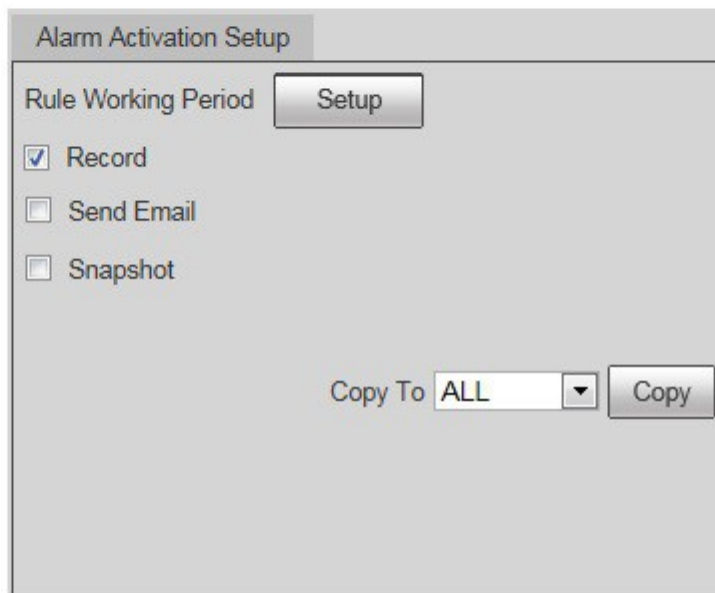 Alarm Activation Setup
Rule Working Period Setup
Record
Send Email
Snapshot
Copy To ALL Copy